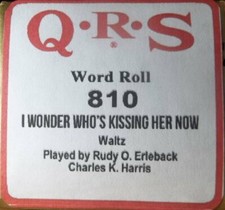 Q•R•S
®
Word Roll
810
I WONDER WHO'S KISSING HER NOW
Waltz
Played by Rudy O. Erleback
Charles K. Harris